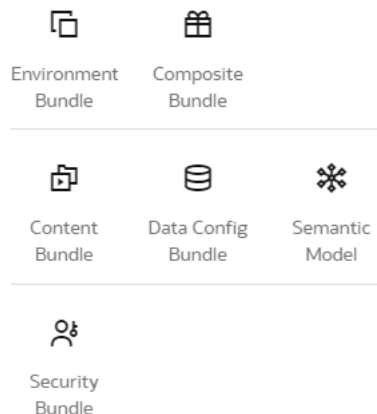 Environment Composite
Bundle Bundle
Content Data Config Semantic
Bundle Bundle Model
Security
Bundle